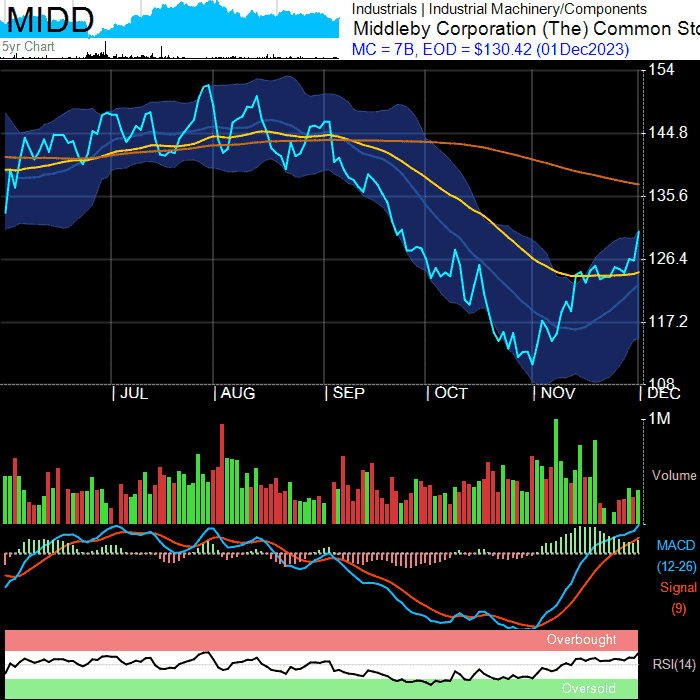 MIDD
5yr Chart
Industrials | Industrial Machinery/Components
Middleby Corporation (The) Common Sto
MC = 7B, EOD = $130.42 (01Dec2023)
154
144.8
135.6
126.4
117.2
108
| JUL | AUG | SEP | OCT | NOV | DEC
1M
Volume
MACD
(12-26)
Signal
(9)
Overbought
RSI(14)
Oversold